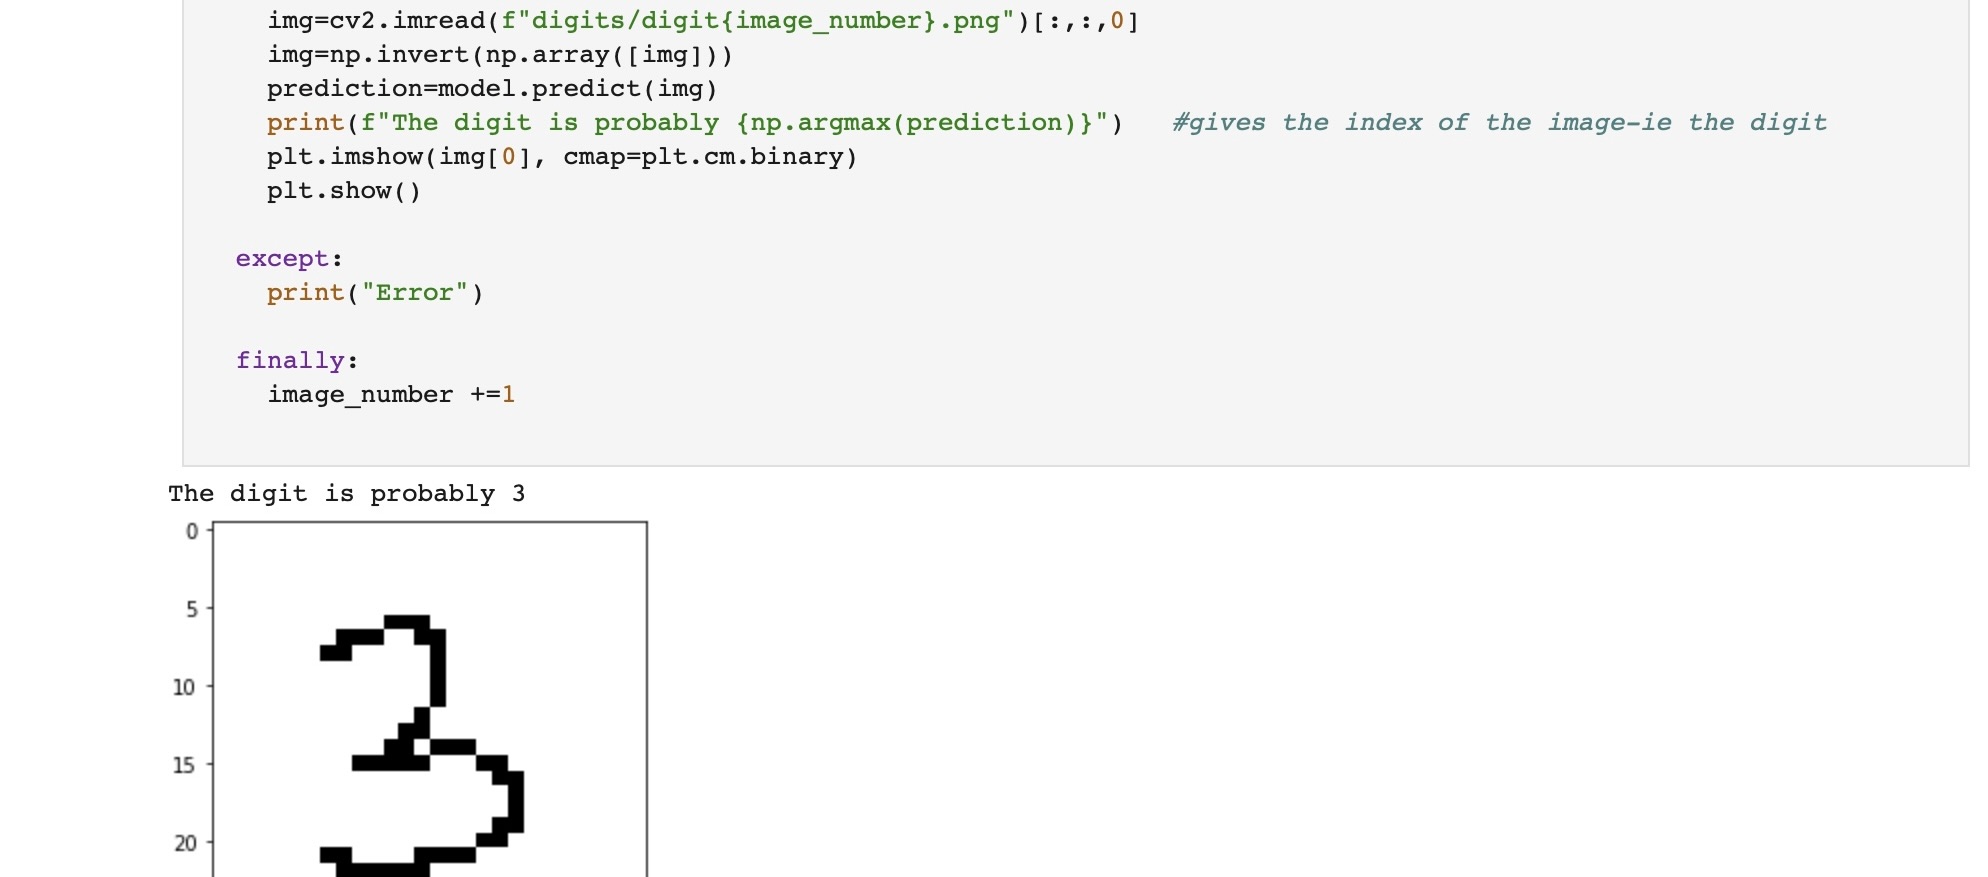 img=cv2.imread(f"digits/digit{image_number}.png")[:,:,0]
img=np.invert(np.array([img]))
prediction=model.predict(img)
print(f"The digit is probably {np.argmax(prediction)}")   #gives the index of the image-ie the digit
plt.imshow(img[0], cmap=plt.cm.binary)
plt.show()
except:
print("Error")
finally:
image_number +=1
The digit is probably 3
0
5
10
15
20
3